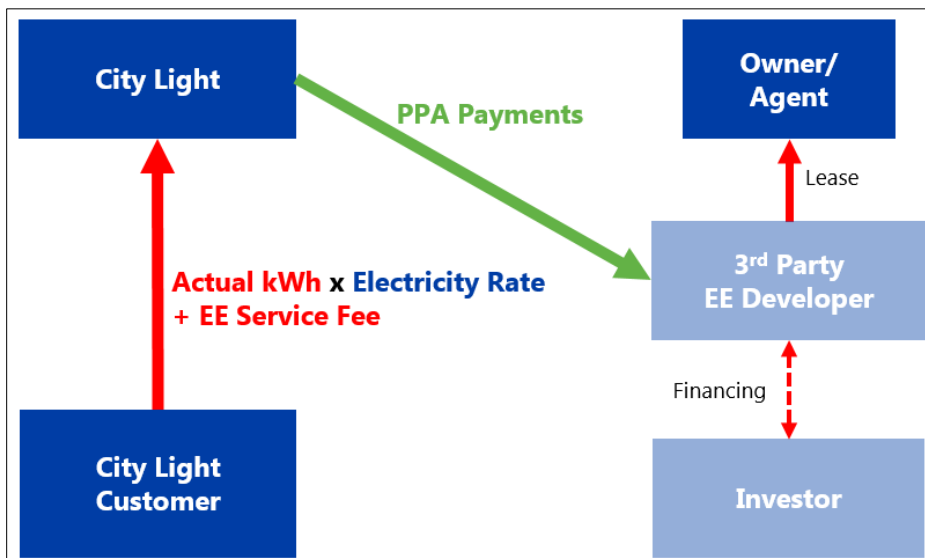 City Light
Owner/
Agent
PPA Payments
Lease
3rd Party
EE Developer
Actual kWh x Electricity Rate
+ EE Service Fee
Financing
City Light
Customer
Investor